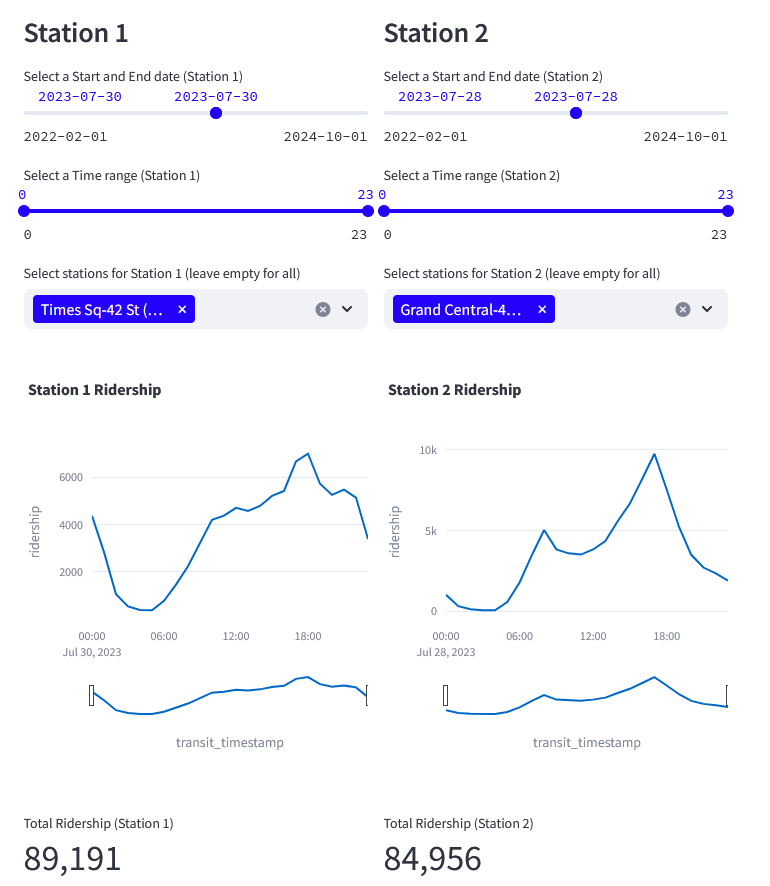 Station 1
Select a Start and End date (Station 1)
2023-07-30 2023-07-30
2022-02-01 2024-10-01
Select a Time range (Station 1)
0 23
0 23
Select stations for Station 1 (leave empty for all)
Times Sq-42 St (...
Station 1 Ridership
6000
4000
2000
ridership
00:00 06:00 12:00 18:00
Jul 30, 2023
transit_timestamp
Total Ridership (Station 1)
89,191
Station 2
Select a Start and End date (Station 2)
2023-07-28 2023-07-28
2022-02-01 2024-10-01
Select a Time range (Station 2)
0 23
0 23
Select stations for Station 2 (leave empty for all)
Grand Central-4...
Station 2 Ridership
10k
5k
0
ridership
00:00 06:00 12:00 18:00
Jul 28, 2023
transit_timestamp
Total Ridership (Station 2)
84,956